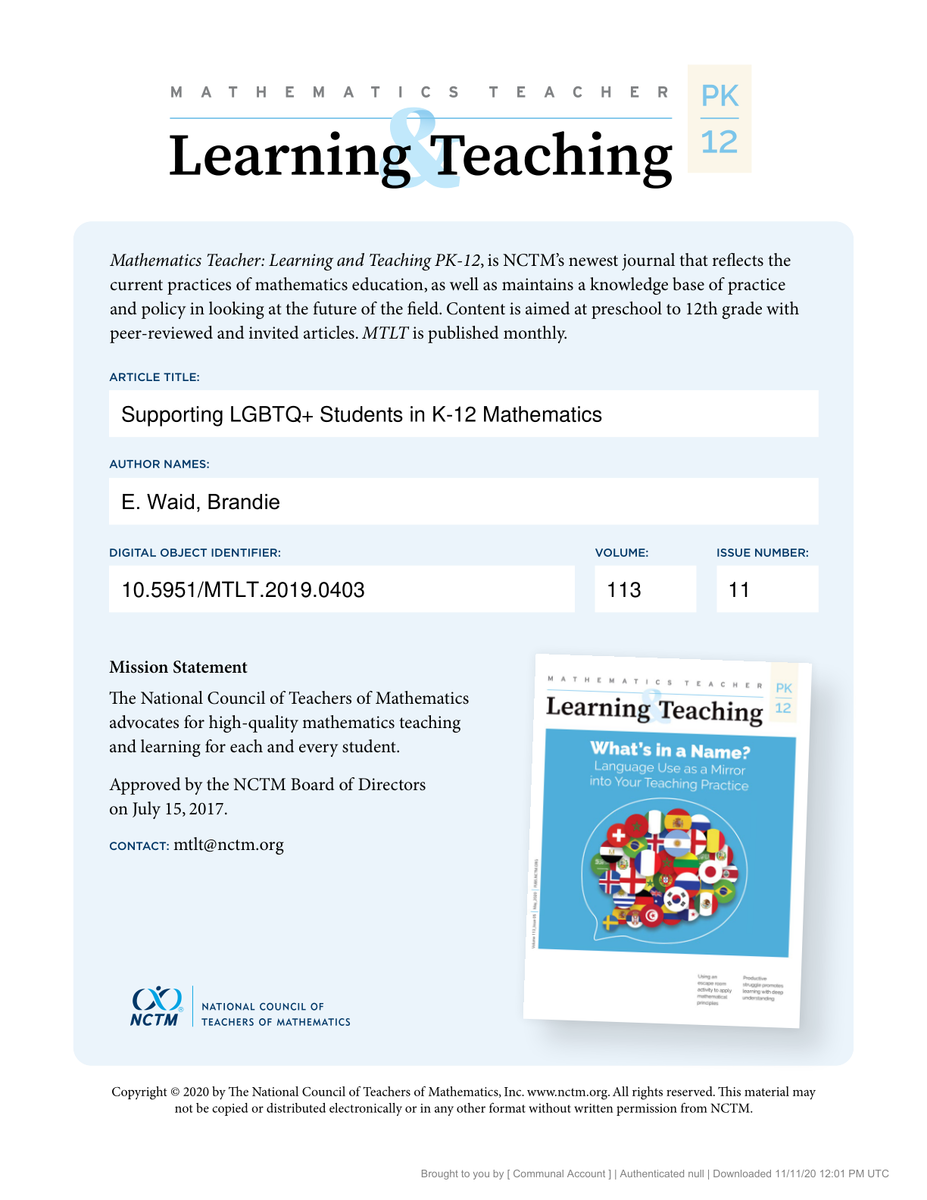 MATHEMATICS TEACHER
PK
12
Learning & Teaching
Mathematics Teacher: Learning and Teaching PK-12, is NCTM’s newest journal that reflects the
current practices of mathematics education, as well as maintains a knowledge base of practice
and policy in looking at the future of the field. Content is aimed at preschool to 12th grade with
peer-reviewed and invited articles. MTLT is published monthly.
ARTICLE TITLE:
Supporting LGBTQ+ Students in K-12 Mathematics
AUTHOR NAMES:
E. Waid, Brandie
DIGITAL OBJECT IDENTIFIER:
VOLUME:
ISSUE NUMBER:
10.5951/MTLT.2019.0403
113
11
Mission Statement
The National Council of Teachers of Mathematics
advocates for high-quality mathematics teaching
and learning for each and every student.
Approved by the NCTM Board of Directors
on July 15, 2017.
CONTACT: mtlt@nctm.org
MATHEMATICS TEACHER
PK
12
Learning & Teaching
What’s in a Name?
Language Use as a Mirror
into Your Teaching Practice
Using an
escape room
activity to apply
mathematical
principles
Productive
struggle promotes
learning with deep
understanding
NCTM
NATIONAL COUNCIL OF
TEACHERS OF MATHEMATICS
Copyright © 2020 by The National Council of Teachers of Mathematics, Inc. www.nctm.org. All rights reserved. This material may
not be copied or distributed electronically or in any other format without written permission from NCTM.
Brought to you by [ Communal Account ] | Authenticated null | Downloaded 11/11/20 12:01 PM UTC